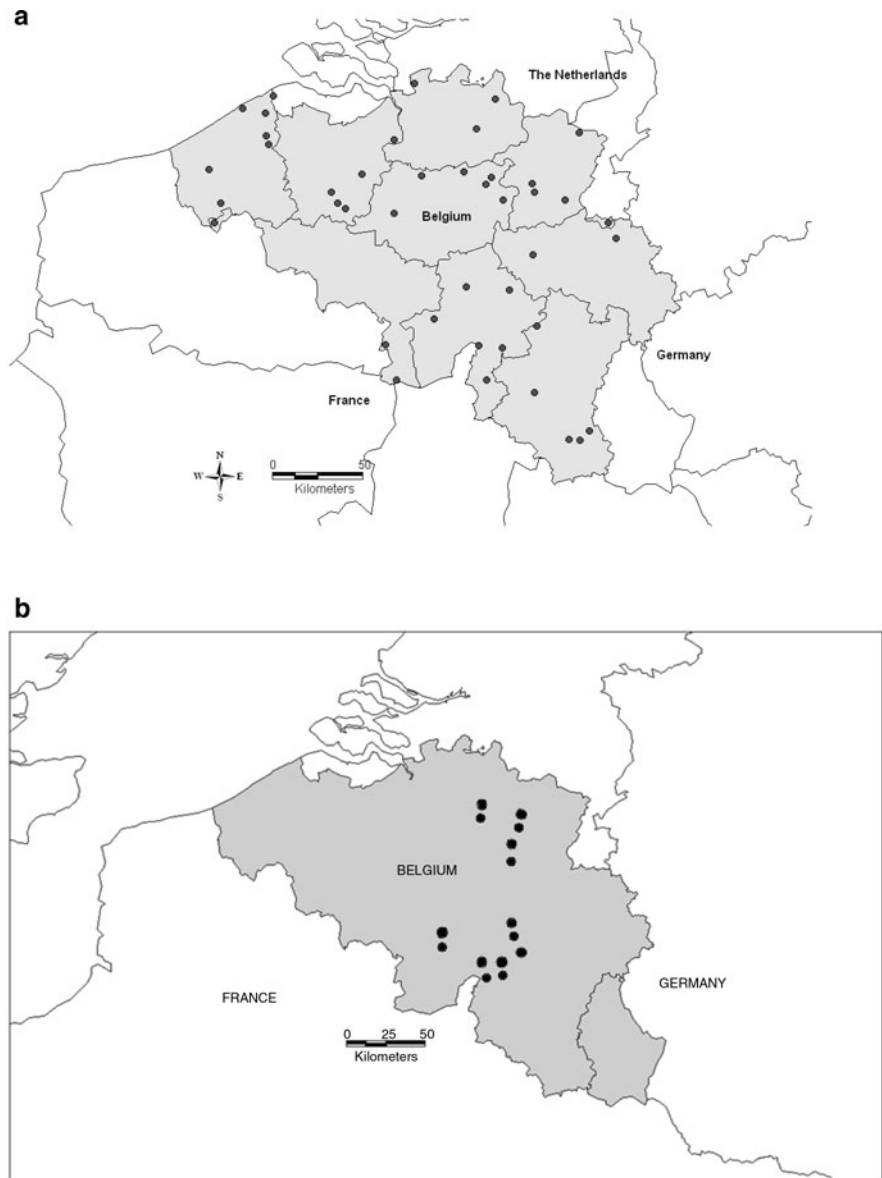 a
The Netherlands
Belgium
Germany
France
N
W E
S
0 50
Kilometers
b
BELGIUM
FRANCE
GERMANY
0 25 50
Kilometers